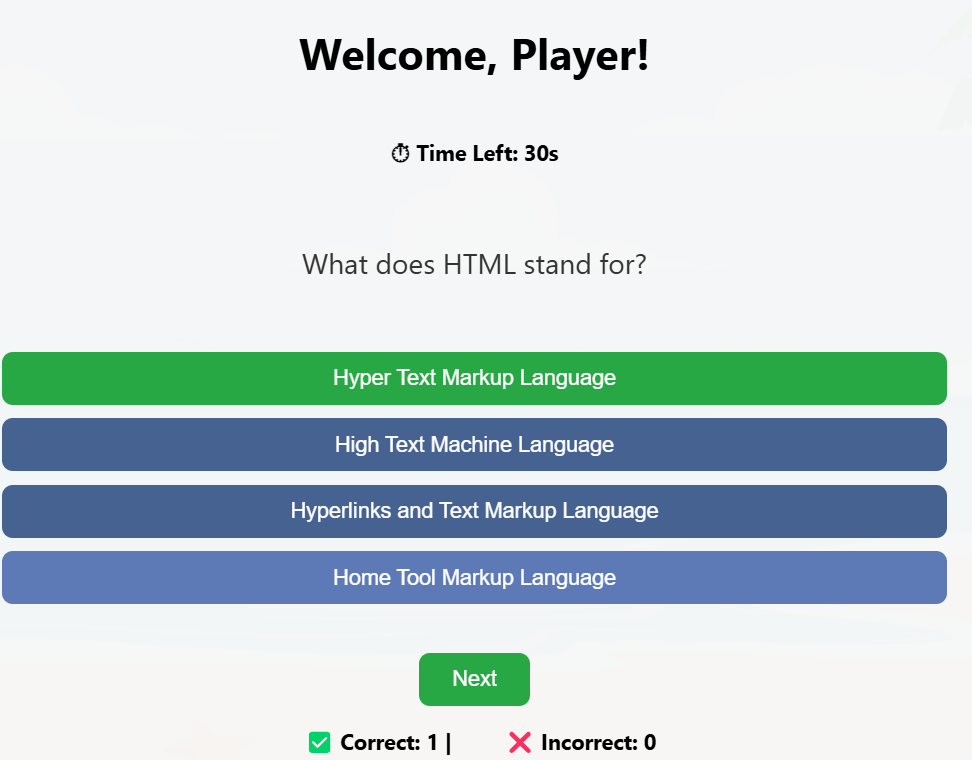 Welcome, Player!
⏱ Time Left: 30s
What does HTML stand for?
Hyper Text Markup Language
High Text Machine Language
Hyperlinks and Text Markup Language
Home Tool Markup Language
Next
✅ Correct: 1 | ❌ Incorrect: 0